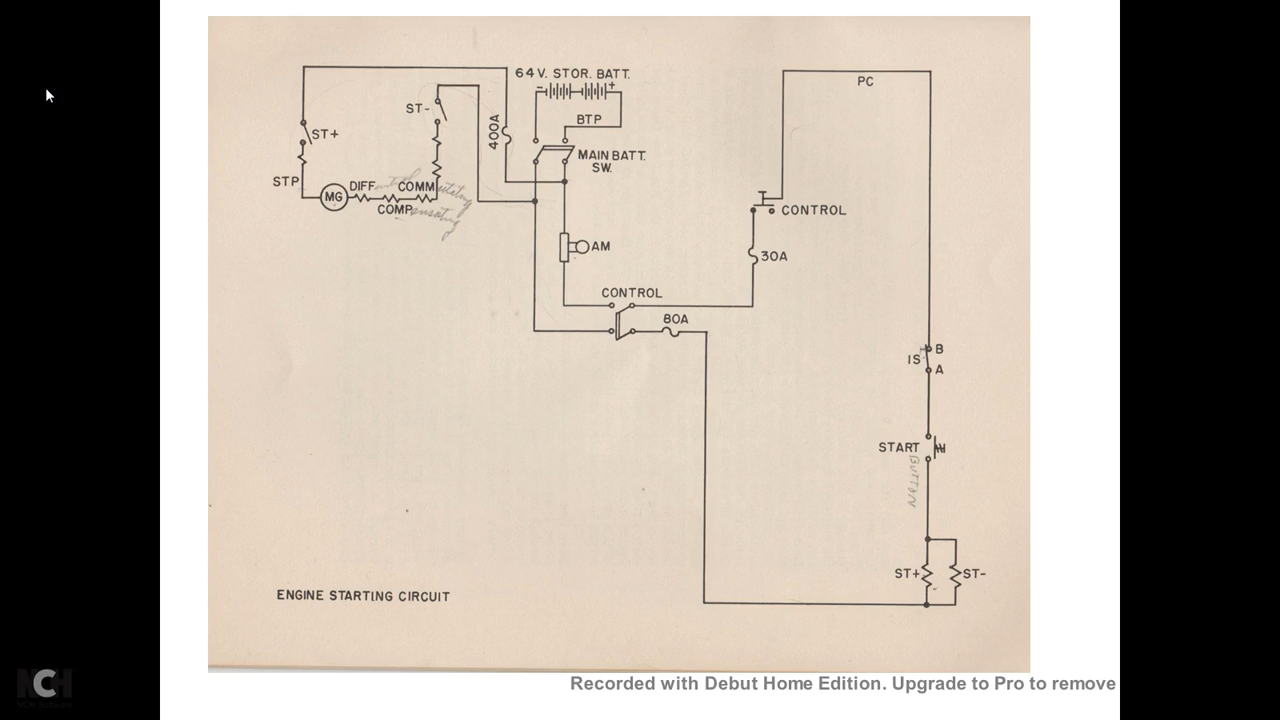 64 V. STOR. BATT.
- +
BTP
ST-
ST+
400A
MAIN BATT.
SW.
STP
MG
DIFF
COMM
COMP
AM
PC
CONTROL
30A
CONTROL
80A
B
IS
A
START
BUTTON
ST+
ST-
ENGINE STARTING CIRCUIT
NCH
Recorded with Debut Home Edition. Upgrade to Pro to remove